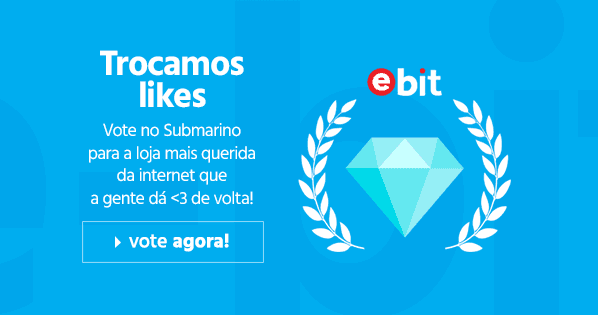 Trocamos
likes
Vote no Submarino
para a loja mais querida
da internet que
a gente dá <3 de volta!
vote agora!
ebit